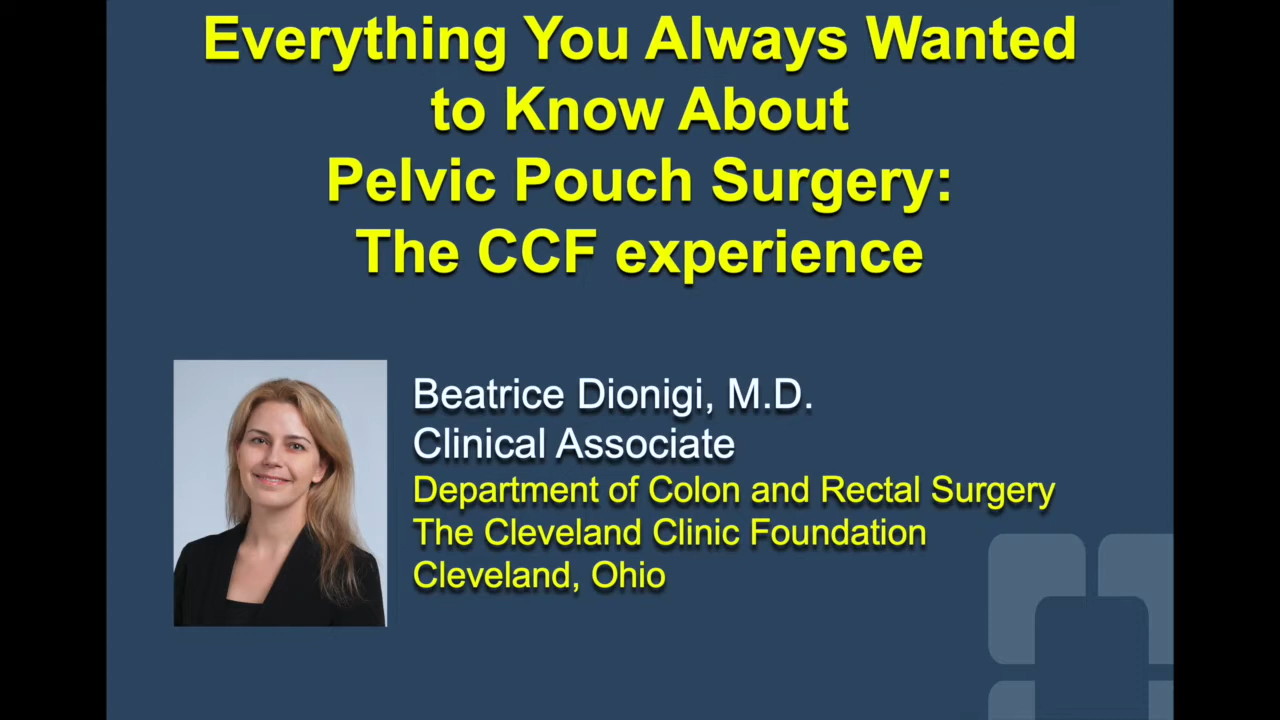 Everything You Always Wanted
to Know About
Pelvic Pouch Surgery:
The CCF experience
Beatrice Dionigi, M.D.
Clinical Associate
Department of Colon and Rectal Surgery
The Cleveland Clinic Foundation
Cleveland, Ohio